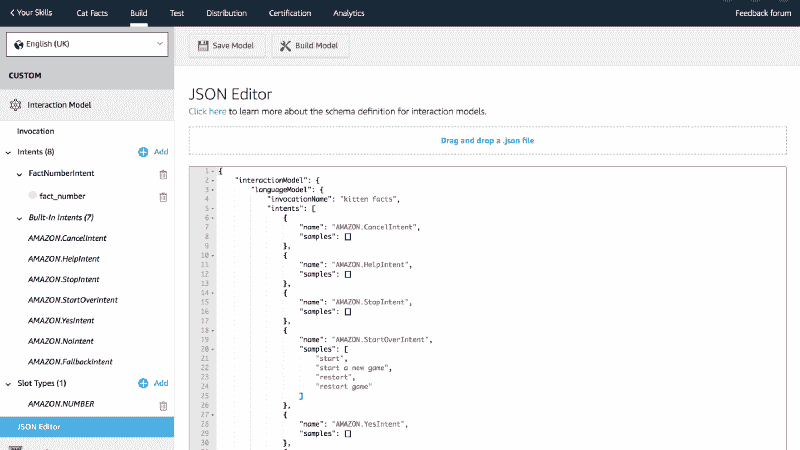 Your Skills Cat Facts Build Test Distribution Certification Analytics Feedback forum
English (UK)
Save Model Build Model
CUSTOM
Interaction Model
Invocation
Intents (8) Add
FactNumberIntent
fact_number
Built-In Intents (7)
AMAZON.CancelIntent
AMAZON.HelpIntent
AMAZON.StopIntent
AMAZON.StartOverIntent
AMAZON.YesIntent
AMAZON.NoIntent
AMAZON.FallbackIntent
Slot Types (1) Add
AMAZON.NUMBER
JSON Editor
JSON Editor
Click here to learn more about the schema definition for interaction models.
Drag and drop a .json file
1 {
2 "interactionModel": {
3 "languageModel": {
4 "invocationName": "kitten facts",
5 "intents": [
6 {
7 "name": "AMAZON.CancelIntent",
8 "samples": []
9 },
10 {
11 "name": "AMAZON.HelpIntent",
12 "samples": []
13 },
14 {
15 "name": "AMAZON.StopIntent",
16 "samples": []
17 },
18 {
19 "name": "AMAZON.StartOverIntent",
20 "samples": [
21 "start",
22 "start a new game",
23 "restart",
24 "restart game"
25 ]
26 },
27 {
28 "name": "AMAZON.YesIntent",
29 "samples": []
30 },